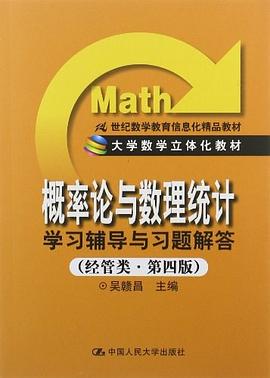 Math
21世纪数学教育信息化精品教材
大学数学立体化教材
概率论与数理统计
学习辅导与习题解答
(经管类·第四版)
⊙吴赣昌 主编
中国人民大学出版社